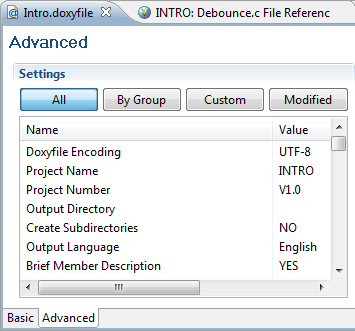 Intro.doxyfile INTRO: Debounce.c File Referenc
Advanced
Settings
All By Group Custom Modified
Name Value
Doxyfile Encoding UTF-8
Project Name INTRO
Project Number V1.0
Output Directory
Create Subdirectories NO
Output Language English
Brief Member Description YES
Basic Advanced